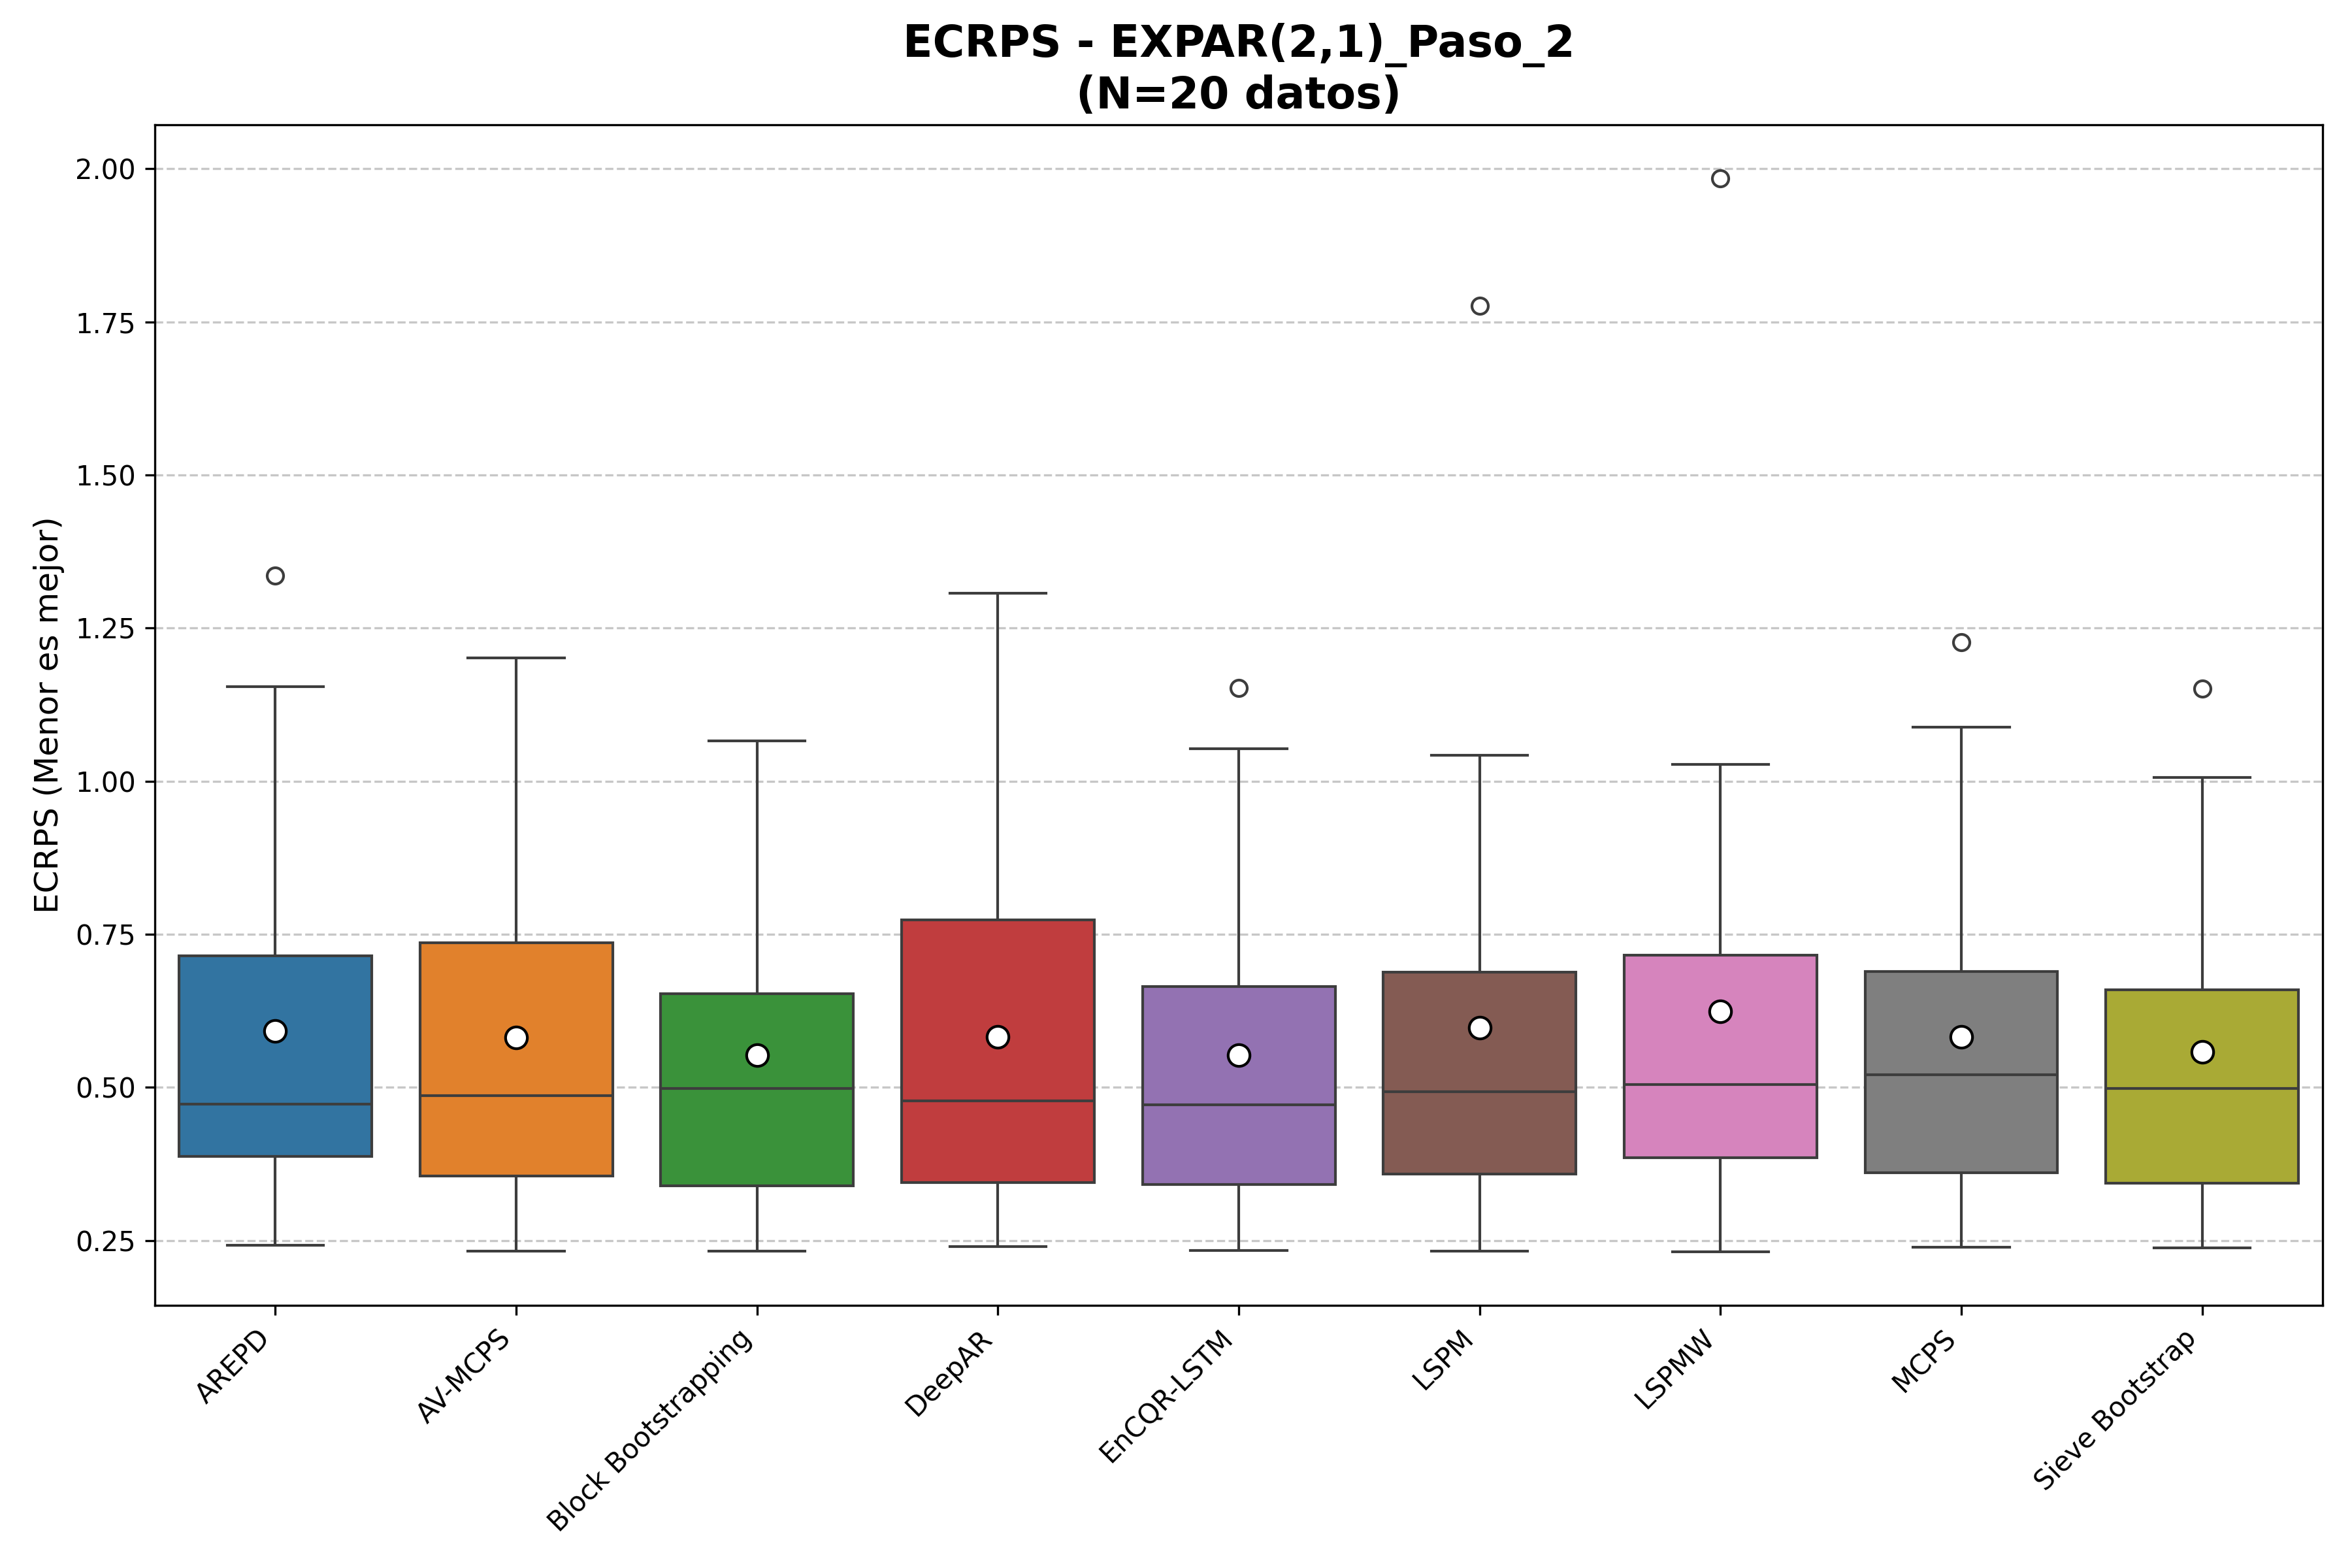 ECRPS - EXPAR(2,1)_Paso_2
(N=20 datos)
ECRPS (Menor es mejor)
2.00
1.75
1.50
1.25
1.00
0.75
0.50
0.25
AREPD
AV-MCPS
Block Bootstrapping
DeepAR
EnCQR-LSTM
LSPM
LSPMW
MCPS
Sieve Bootstrap